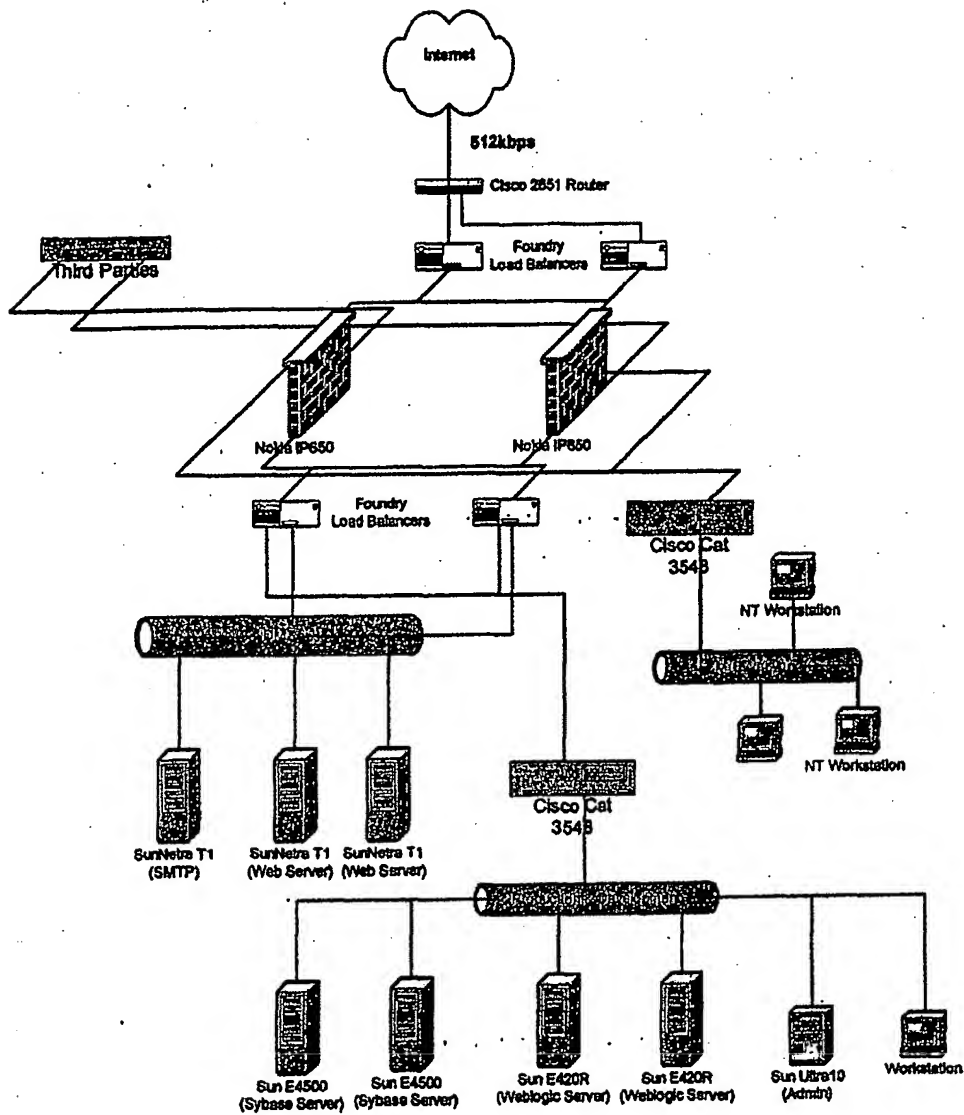 Internet
512kbps
Cisco 2651 Router
Foundry
Load Balancers
Third Parties
Nokia IP650
Nokia IP650
Foundry
Load Balancers
Cisco Cat
3548
NT Workstation
NT Workstation
Cisco Cat
3548
SunNetra T1
(SMTP)
SunNetra T1
(Web Server)
SunNetra T1
(Web Server)
Sun E4500
(Sybase Server)
Sun E4500
(Sybase Server)
Sun E420R
(Weblogic Server)
Sun E420R
(Weblogic Server)
Sun Ultra10
(Admin)
Workstation